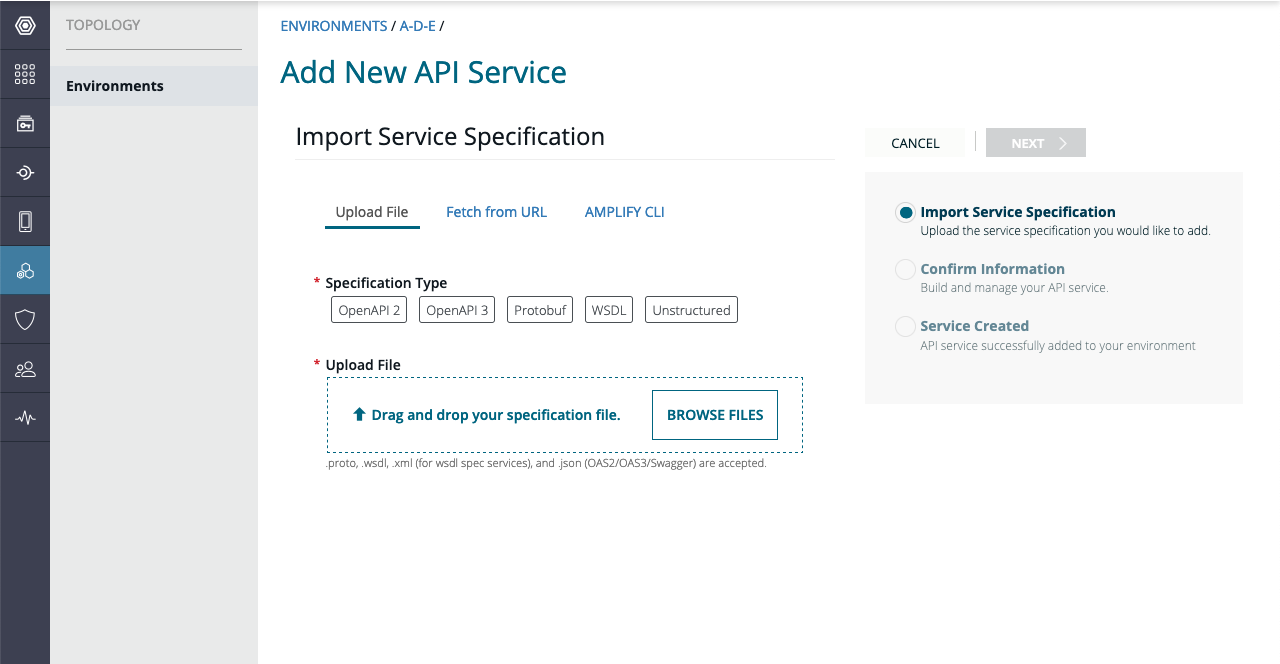 TOPOLOGY
Environments
ENVIRONMENTS / A-D-E /
Add New API Service
Import Service Specification
CANCEL
NEXT
Upload File
Fetch from URL
AMPLIFY CLI
* Specification Type
OpenAPI 2
OpenAPI 3
Protobuf
WSDL
Unstructured
* Upload File
Drag and drop your specification file.
BROWSE FILES
.proto, .wsdl, .xml (for wsdl spec services), and .json (OAS2/OAS3/Swagger) are accepted.
Import Service Specification
Upload the service specification you would like to add.
Confirm Information
Build and manage your API service.
Service Created
API service successfully added to your environment